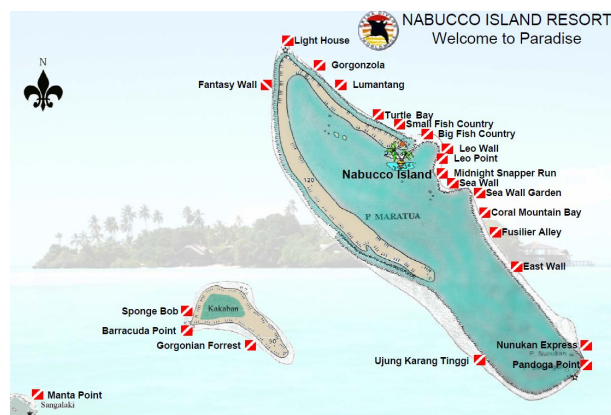 NABUCCO ISLAND RESORT
Welcome to Paradise
N
Light House
Gorgonzola
Fantasy Wall
Lumantang
Turtle Bay
Small Fish Country
Big Fish Country
Leo Wall
Leo Point
Nabucco Island
Midnight Snapper Run
Sea Wall
Sea Wall Garden
120
P MARATUA
Coral Mountain Bay
Fusilier Alley
East Wall
Kakaban
Sponge Bob
Barracuda Point
Gorgonian Forrest
90
Nunukan Express
P. Nunukan
Ujung Karang Tinggi
Pandoga Point
Manta Point
Sangalaki